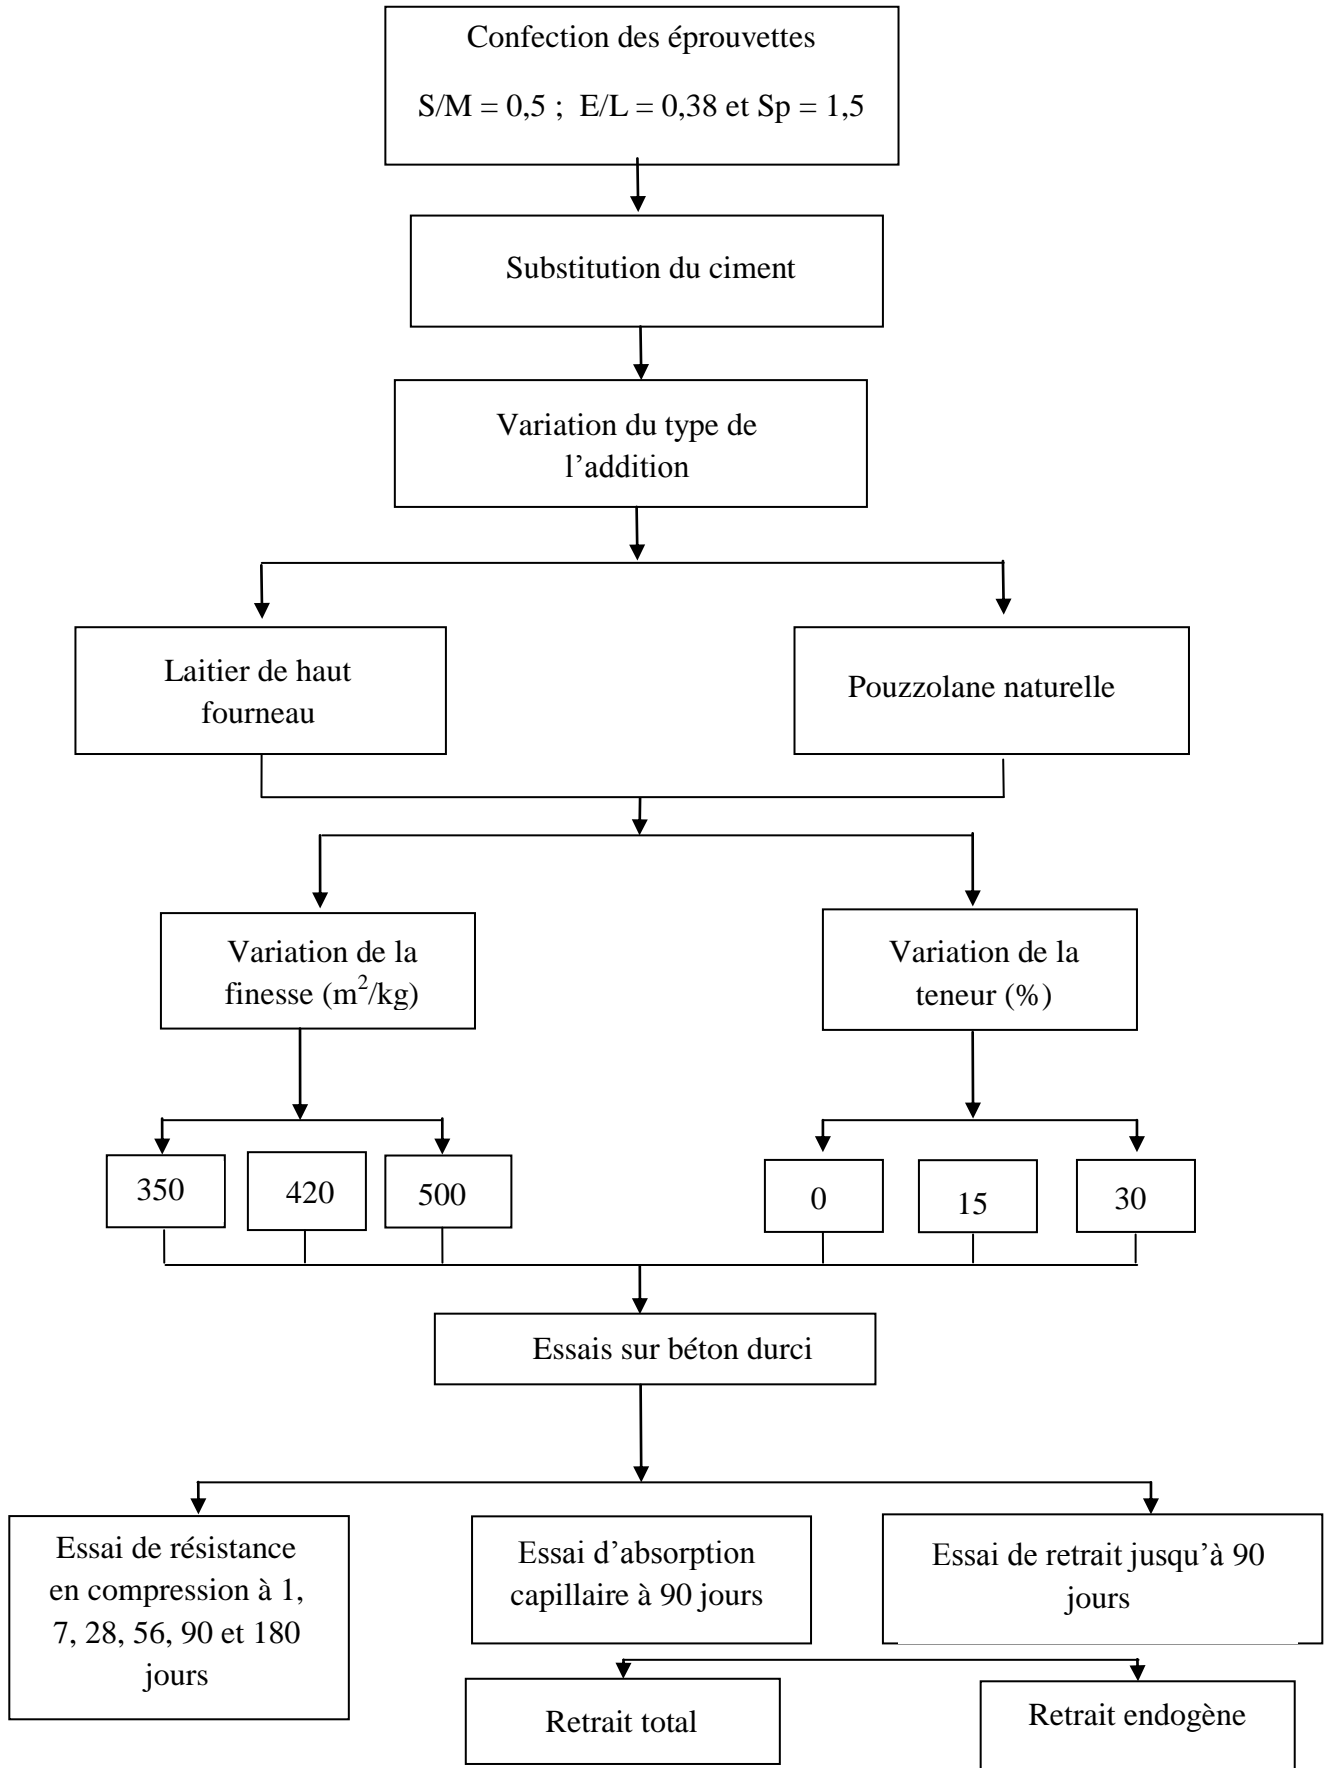 Confection des éprouvettes
S/M = 0,5 ; E/L = 0,38 et Sp = 1,5
Substitution du ciment
Variation du type de
l’addition
Laitier de haut
fourneau
Pouzzolane naturelle
Variation de la
finesse (m²/kg)
Variation de la
teneur (%)
350
420
500
0
15
30
Essais sur béton durci
Essai de résistance
en compression à 1,
7, 28, 56, 90 et 180
jours
Essai d’absorption
capillaire à 90 jours
Essai de retrait jusqu’à 90
jours
Retrait total
Retrait endogène